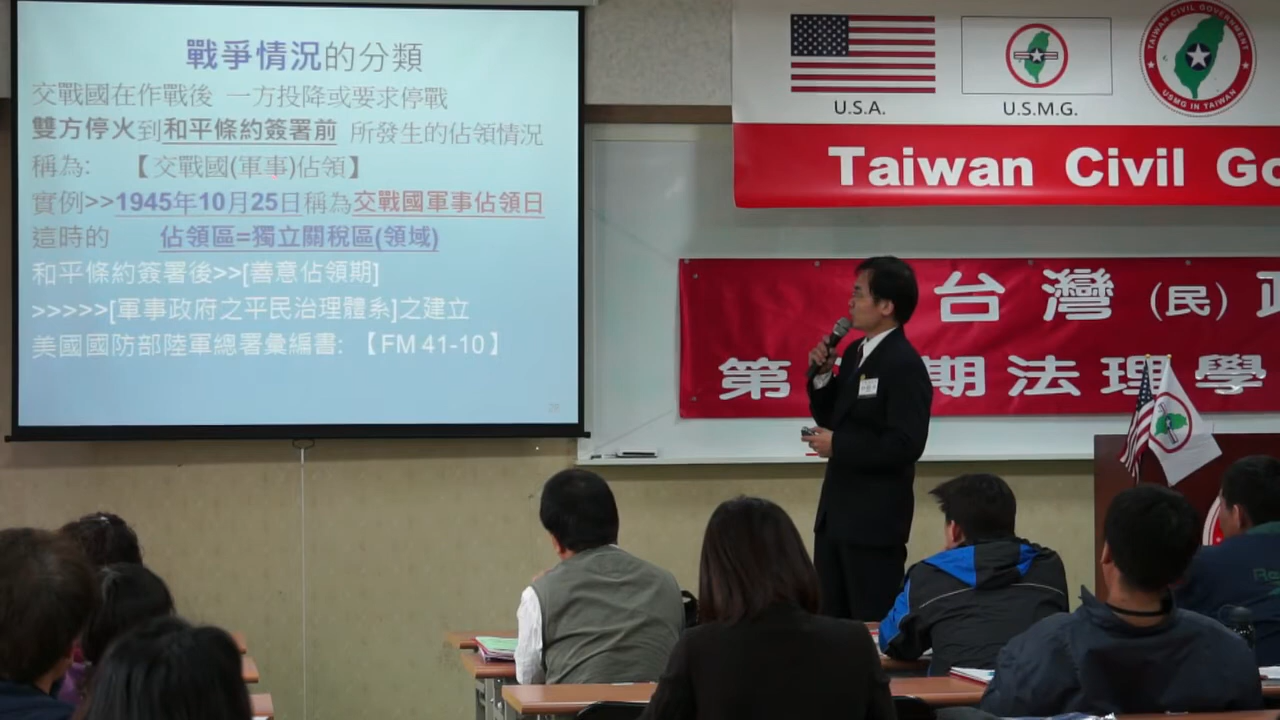 戰爭情況的分類
交戰國在作戰後 一方投降或要求停戰
雙方停火到和平條約簽署前 所發生的佔領情況
稱為: 【交戰國(軍事)佔領】
實例>>1945年10月25日稱為交戰國軍事佔領日
這時的 佔領區=獨立關稅區(領域)
和平條約簽署後>>[善意佔領期]
>>>>>[軍事政府之平民治理體系]之建立
美國國防部陸軍總署彙編書: 【FM 41-10】
U.S.A.
U.S.M.G.
TAIWAN CIVIL GOVERNMENT
USMG IN TAIWAN
Taiwan Civil Go
台灣(民)政
第 期法理學